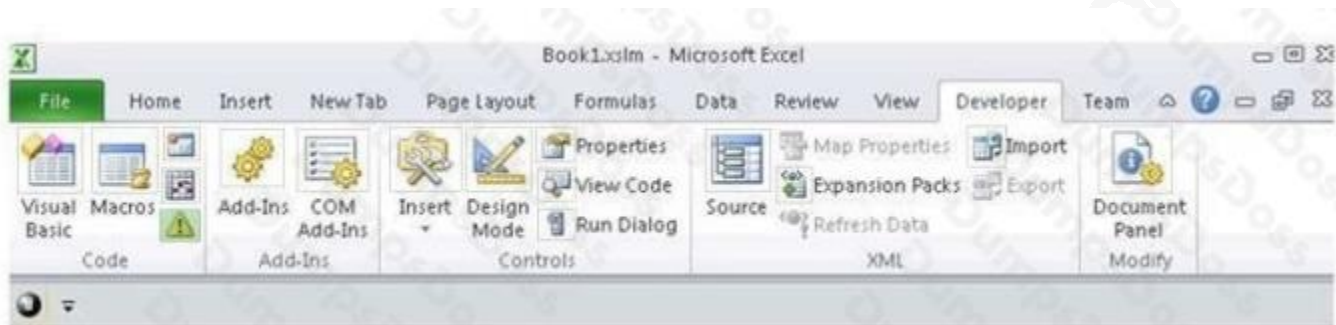 Book1.xslm - Microsoft Excel
File Home Insert New Tab Page Layout Formulas Data Review View Developer Team
Properties Map Properties Import
View Code Expansion Packs Export
Visual Basic Macros Add-Ins COM Add-Ins Insert Design Mode Run Dialog Source Refresh Data Document Panel
Code Add-Ins Controls XML Modify
DumpsDoss